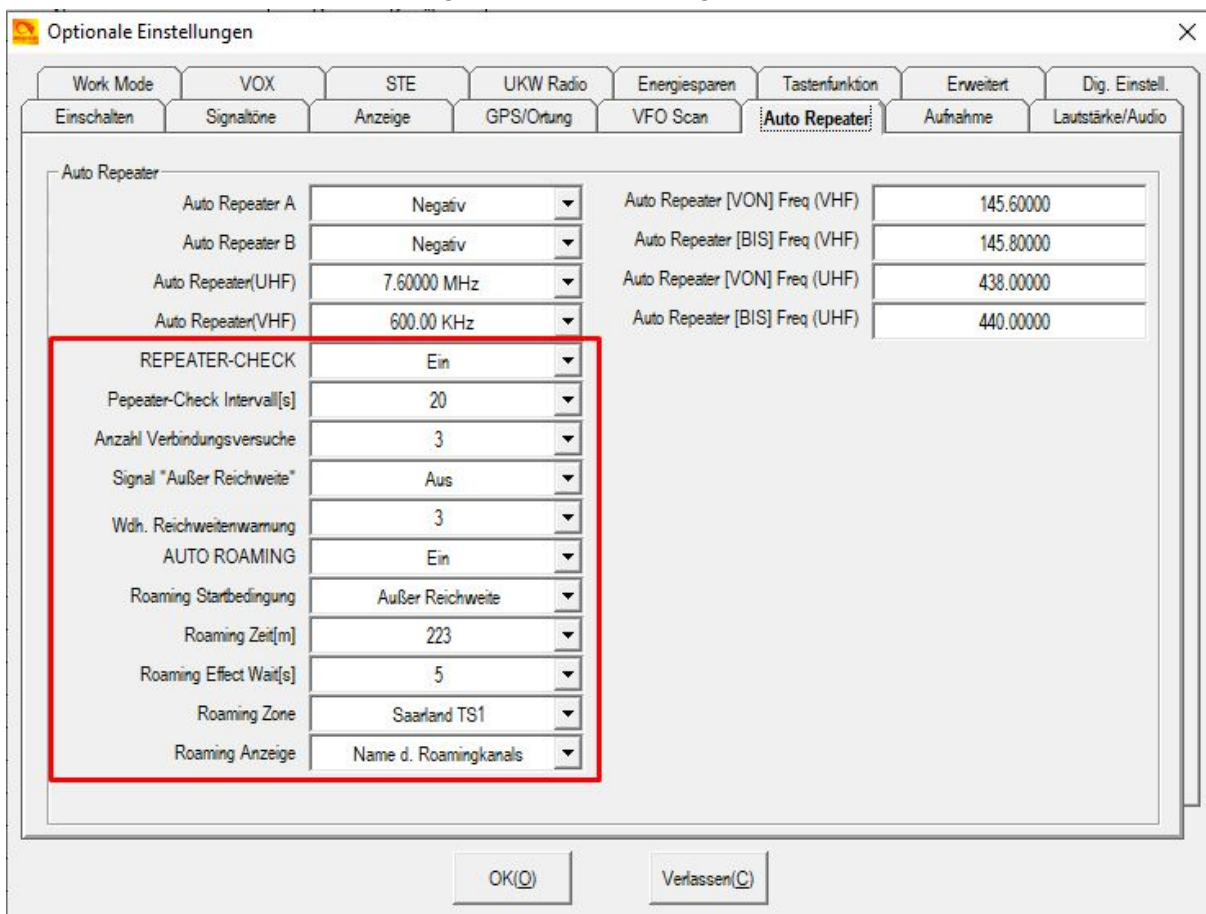 Optionale Einstellungen
Work Mode VOX STE UKW Radio Energiesparen Tastenfunktion Erweitert Dig. Einstell.
Einschalten Signaltöne Anzeige GPS/Ortung VFO Scan Auto Repeater Aufnahme Lautstärke/Audio
Auto Repeater
Auto Repeater A Negativ
Auto Repeater B Negativ
Auto Repeater(UHF) 7.60000 MHz
Auto Repeater(VHF) 600.00 KHz
REPEATER-CHECK Ein
Pepeater-Check Intervall[s] 20
Anzahl Verbindungsversuche 3
Signal "Außer Reichweite" Aus
Wdh. Reichweitenwarnung 3
AUTO ROAMING Ein
Roaming Startbedingung Außer Reichweite
Roaming Zeit[m] 223
Roaming Effect Wait[s] 5
Roaming Zone Saarland TS1
Roaming Anzeige Name d. Roamingkanals
Auto Repeater [VON] Freq (VHF) 145.60000
Auto Repeater [BIS] Freq (VHF) 145.80000
Auto Repeater [VON] Freq (UHF) 438.00000
Auto Repeater [BIS] Freq (UHF) 440.00000
OK(O) Verlassen(C)